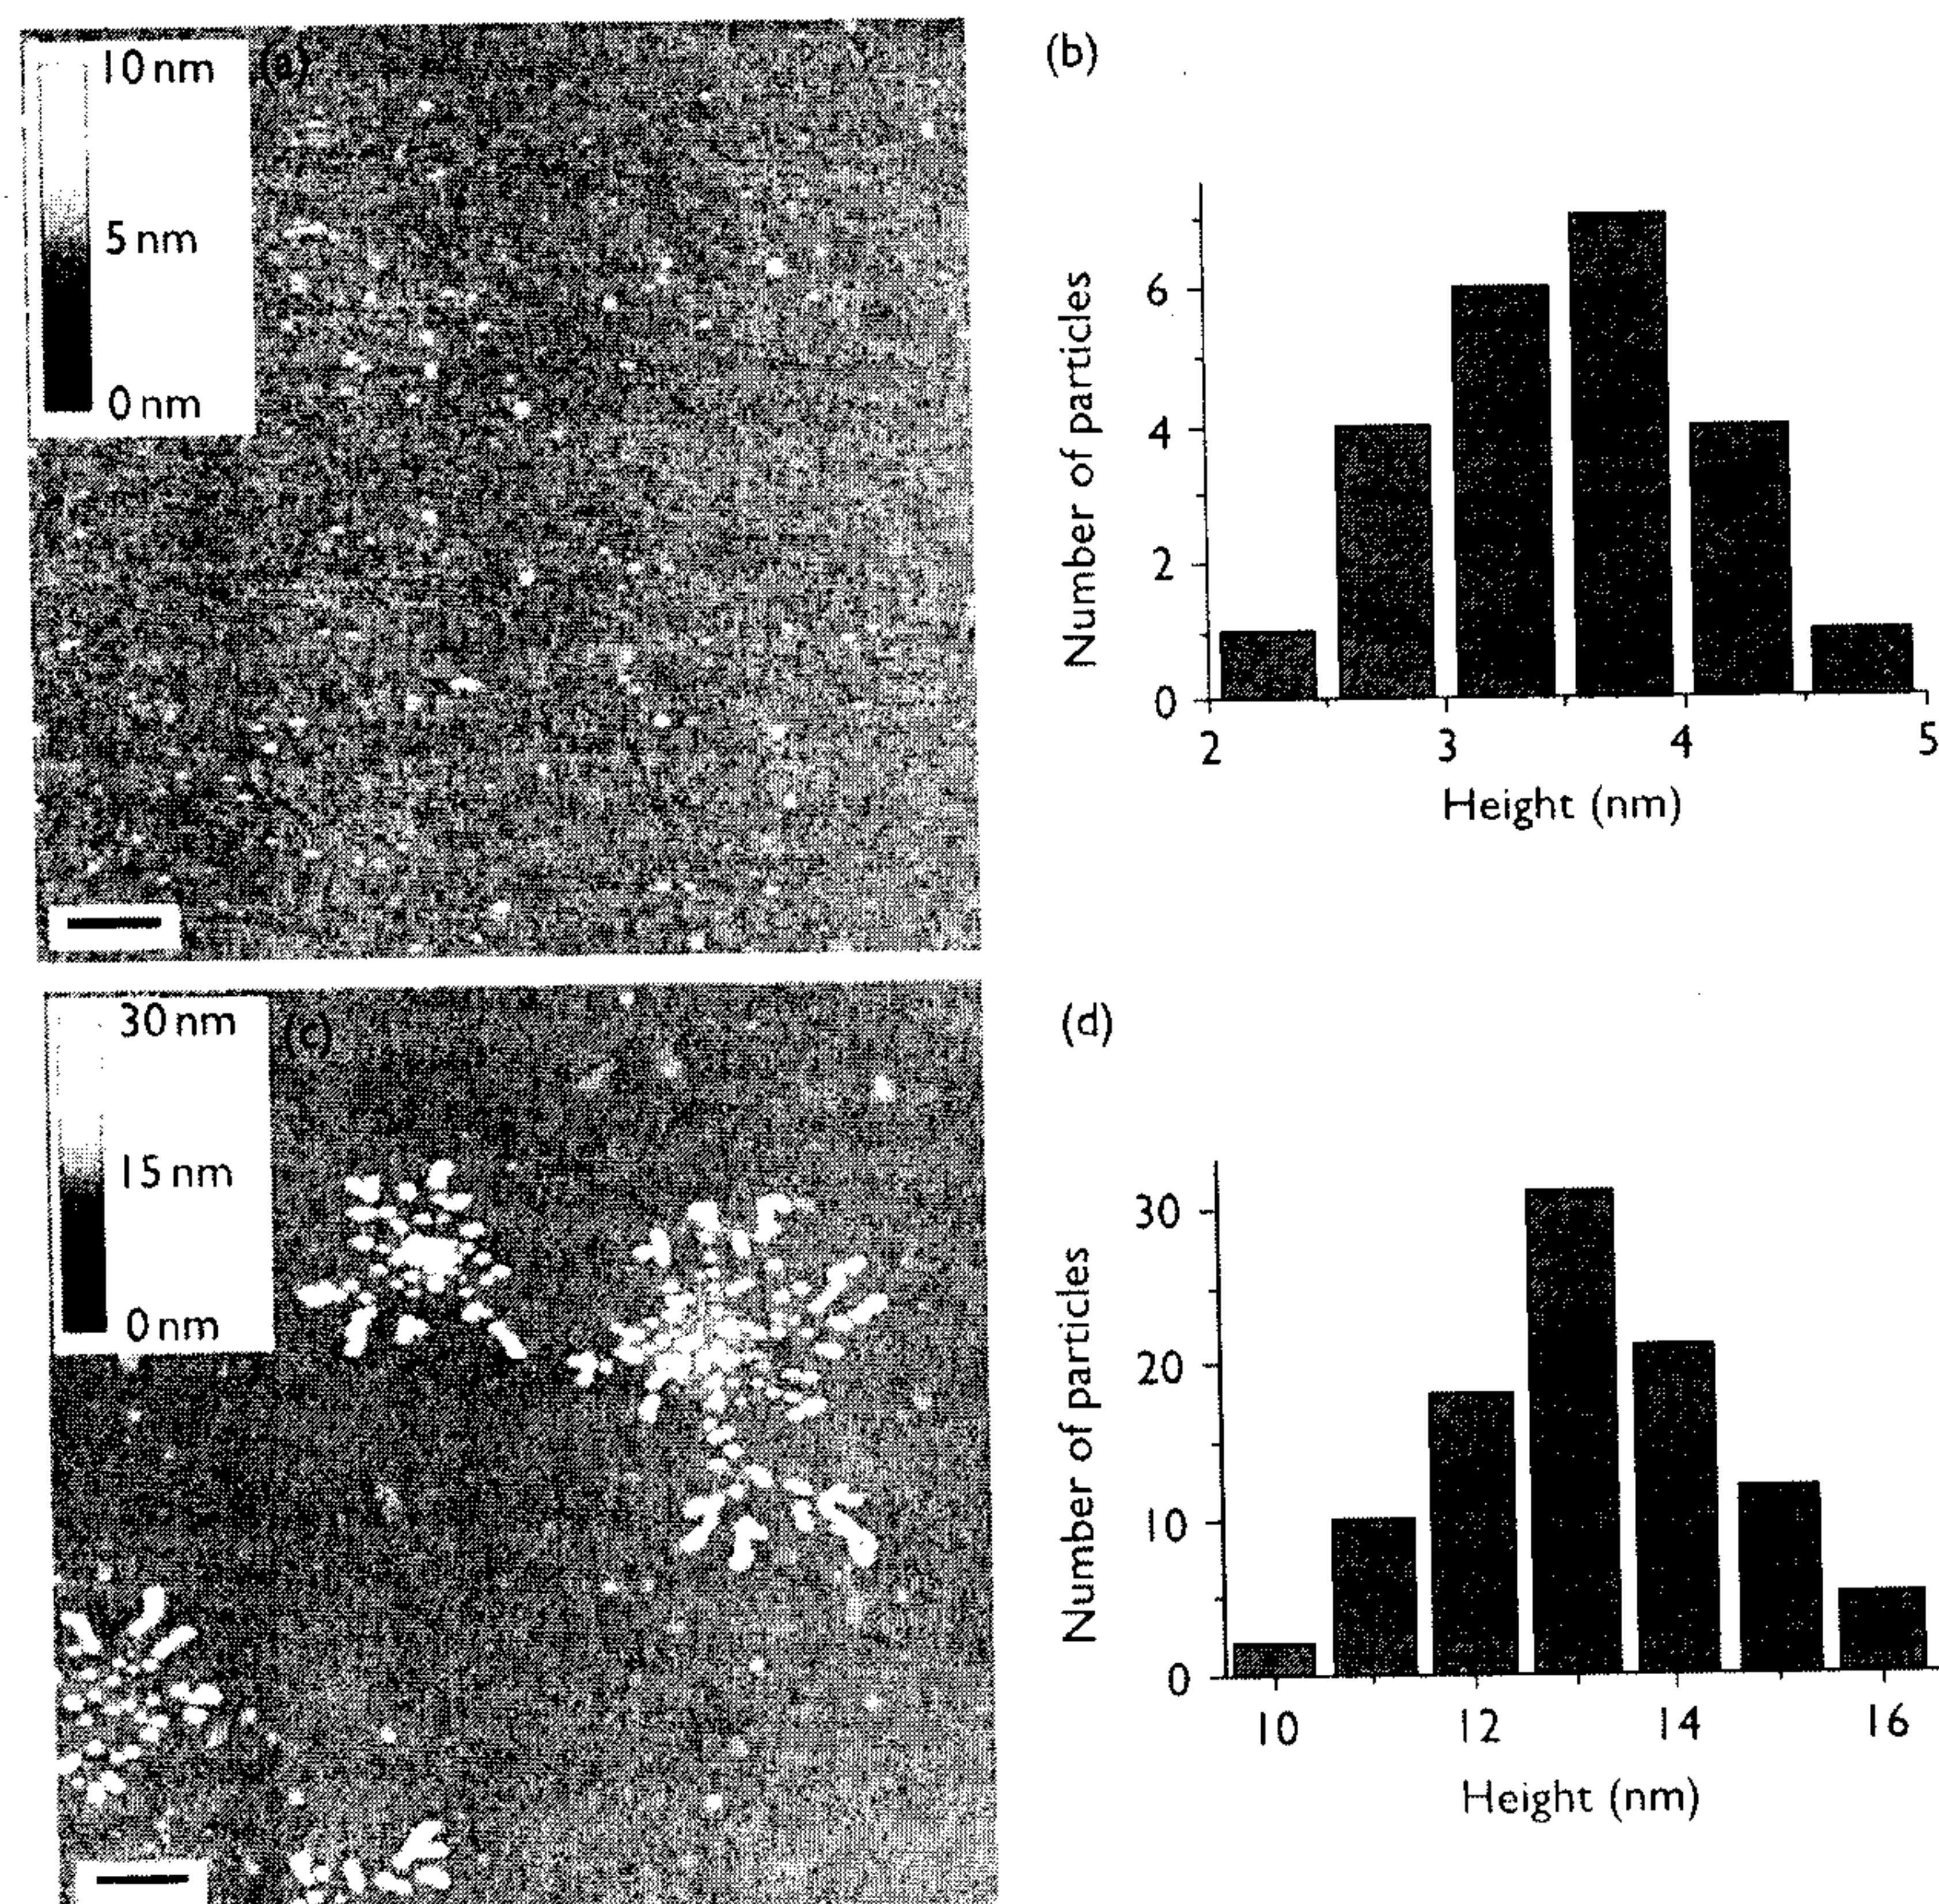 (a)
10 nm
5 nm
0 nm
(b)
Number of particles
6
4
2
0
2 3 4 5
Height (nm)
(c)
30 nm
15 nm
0 nm
(d)
Number of particles
30
20
10
0
10 12 14 16
Height (nm)